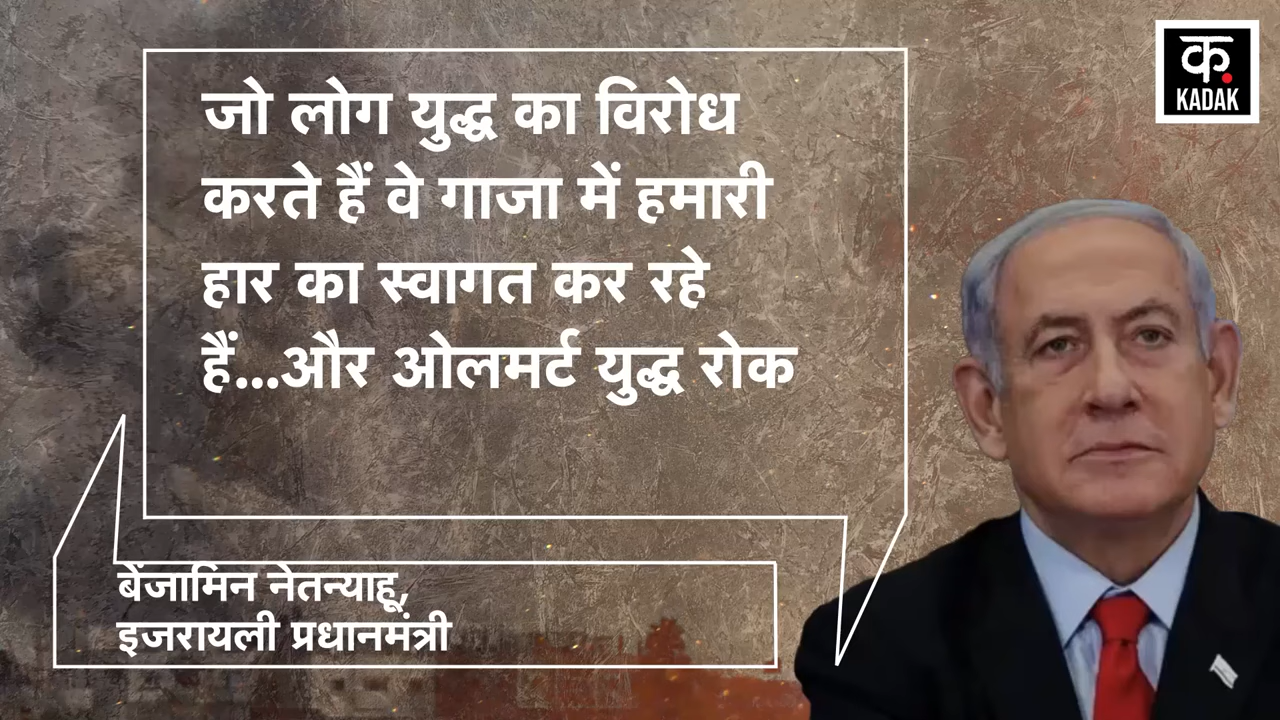 क.
KADAK
जो लोग युद्ध का विरोध
करते हैं वे गाजा में हमारी
हार का स्वागत कर रहे
हैं...और ओलमर्ट युद्ध रोक
बेंजामिन नेतन्याहू,
इजरायली प्रधानमंत्री